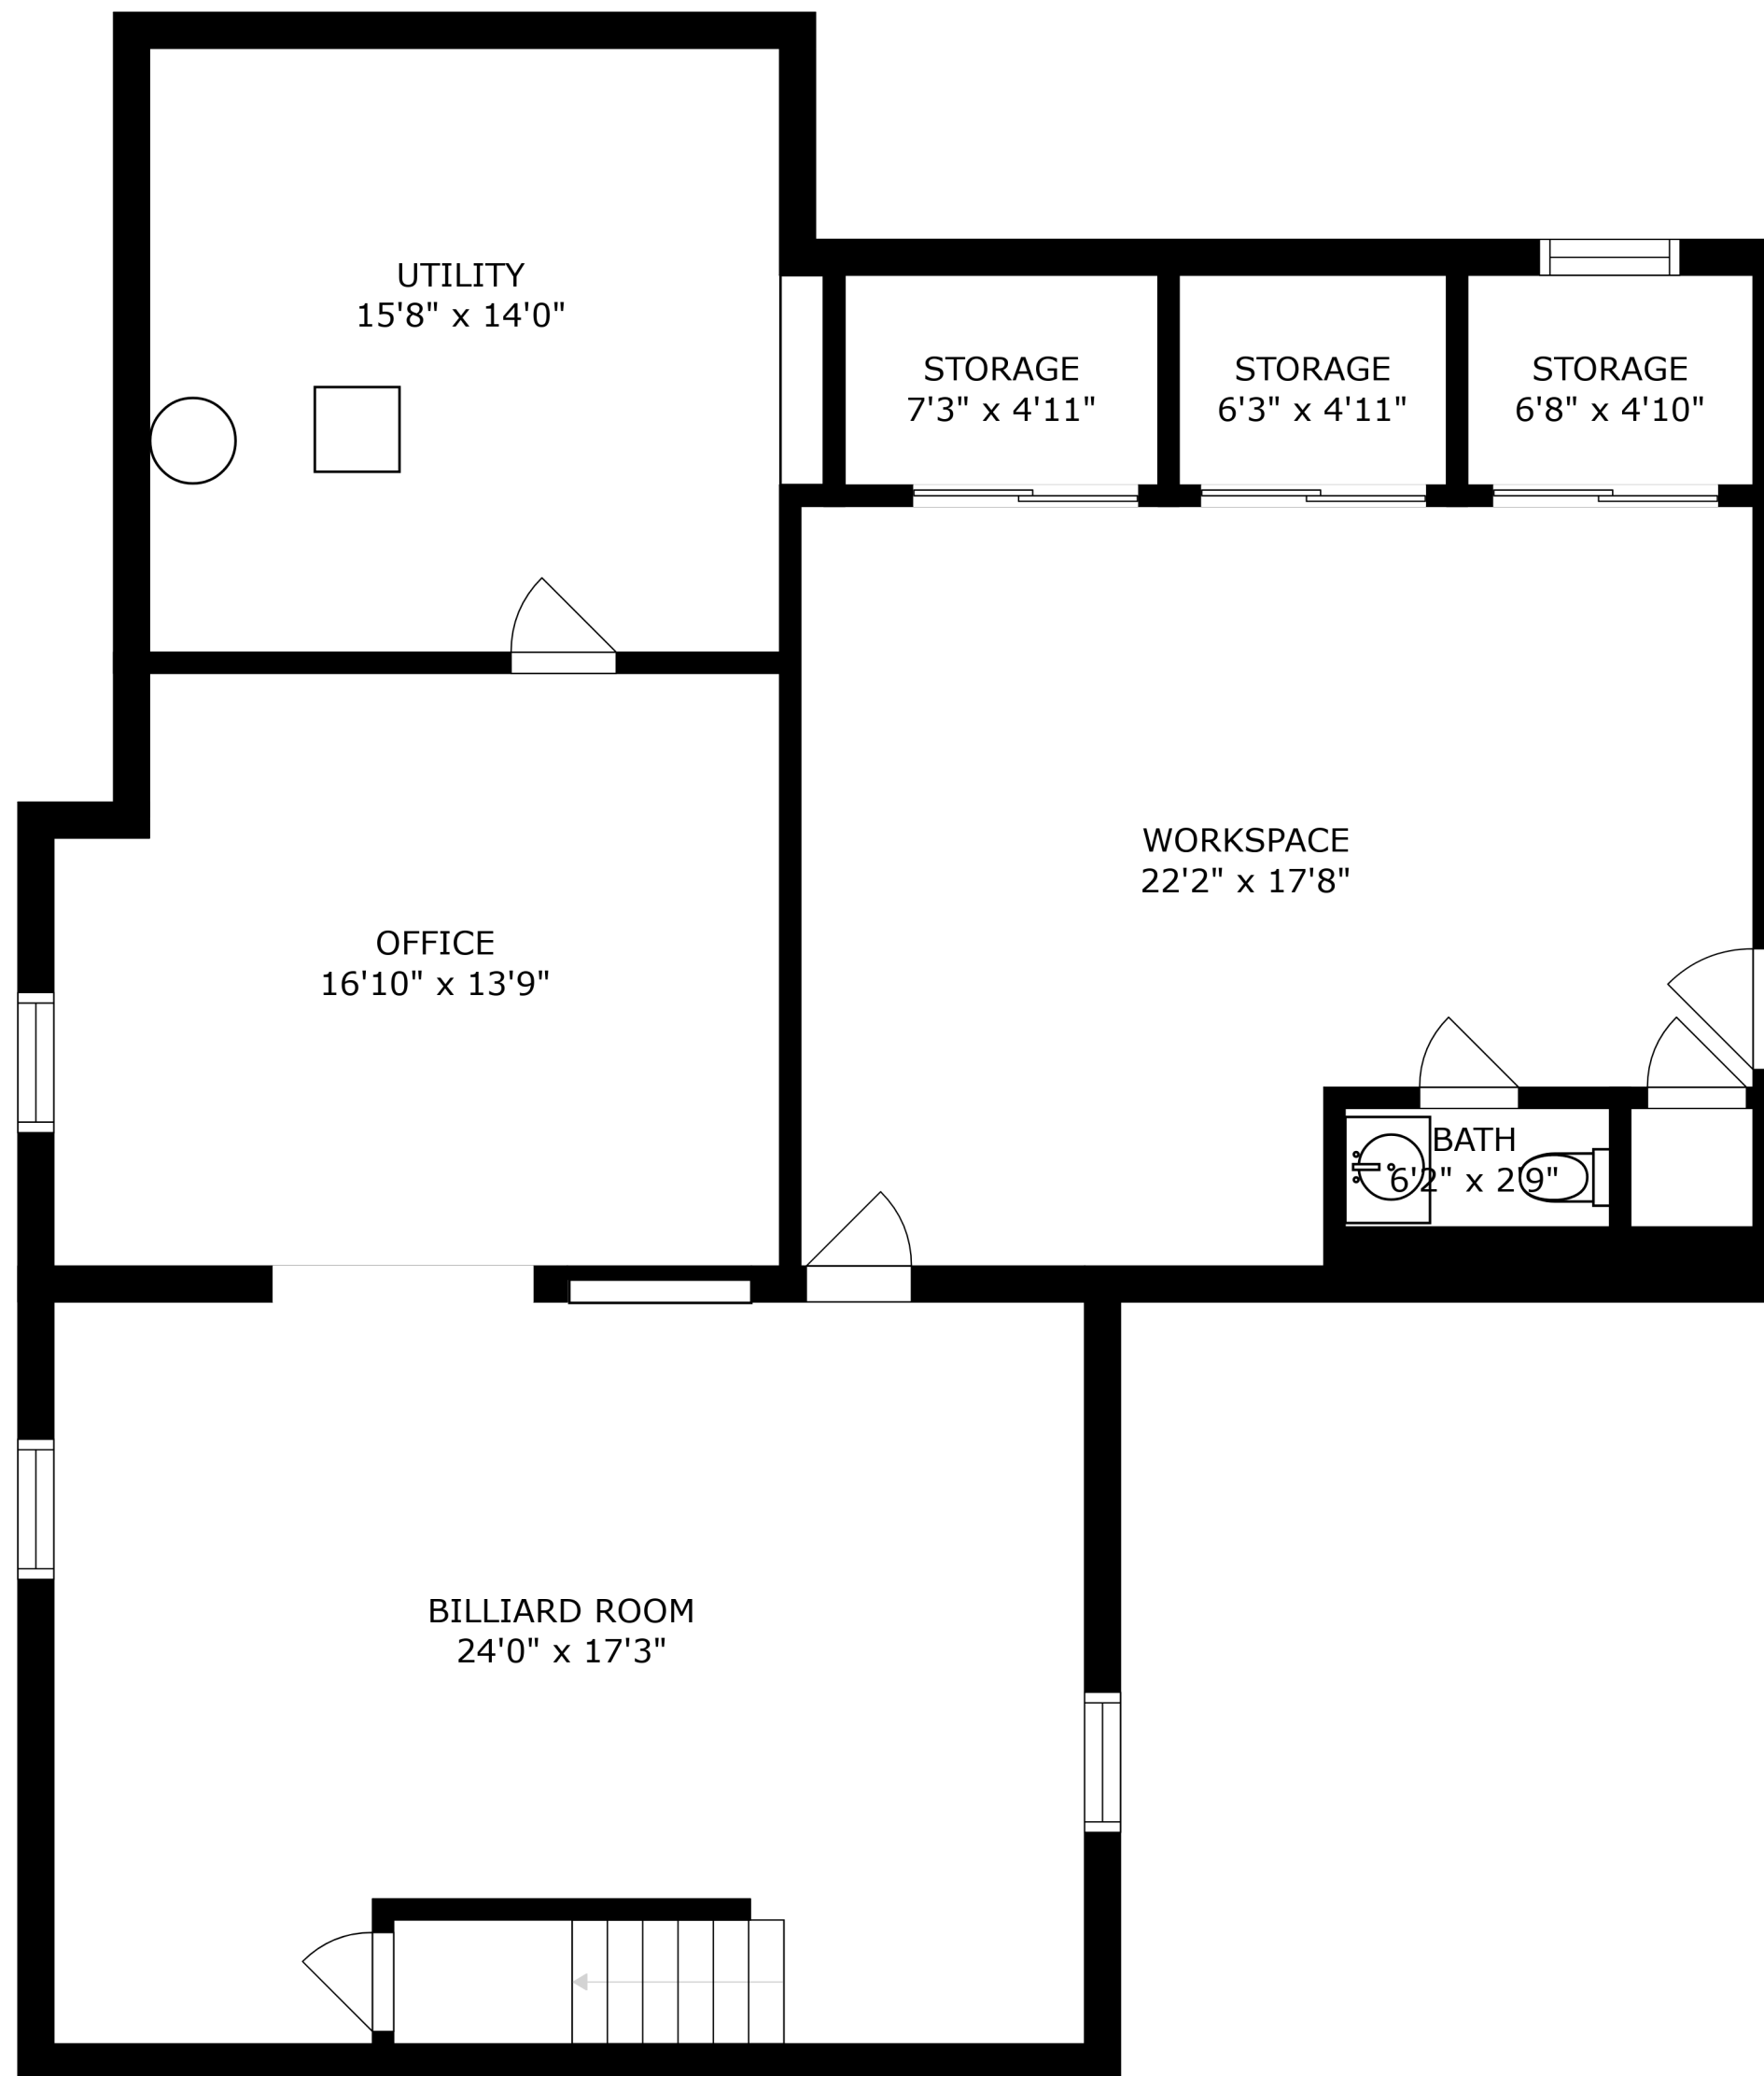 UTILITY
15'8" x 14'0"
STORAGE
7'3" x 4'11"
STORAGE
6'3" x 4'11"
STORAGE
6'8" x 4'10"
WORKSPACE
22'2" x 17'8"
OFFICE
16'10" x 13'9"
BATH
6'2" x 2'9"
BILLIARD ROOM
24'0" x 17'3"